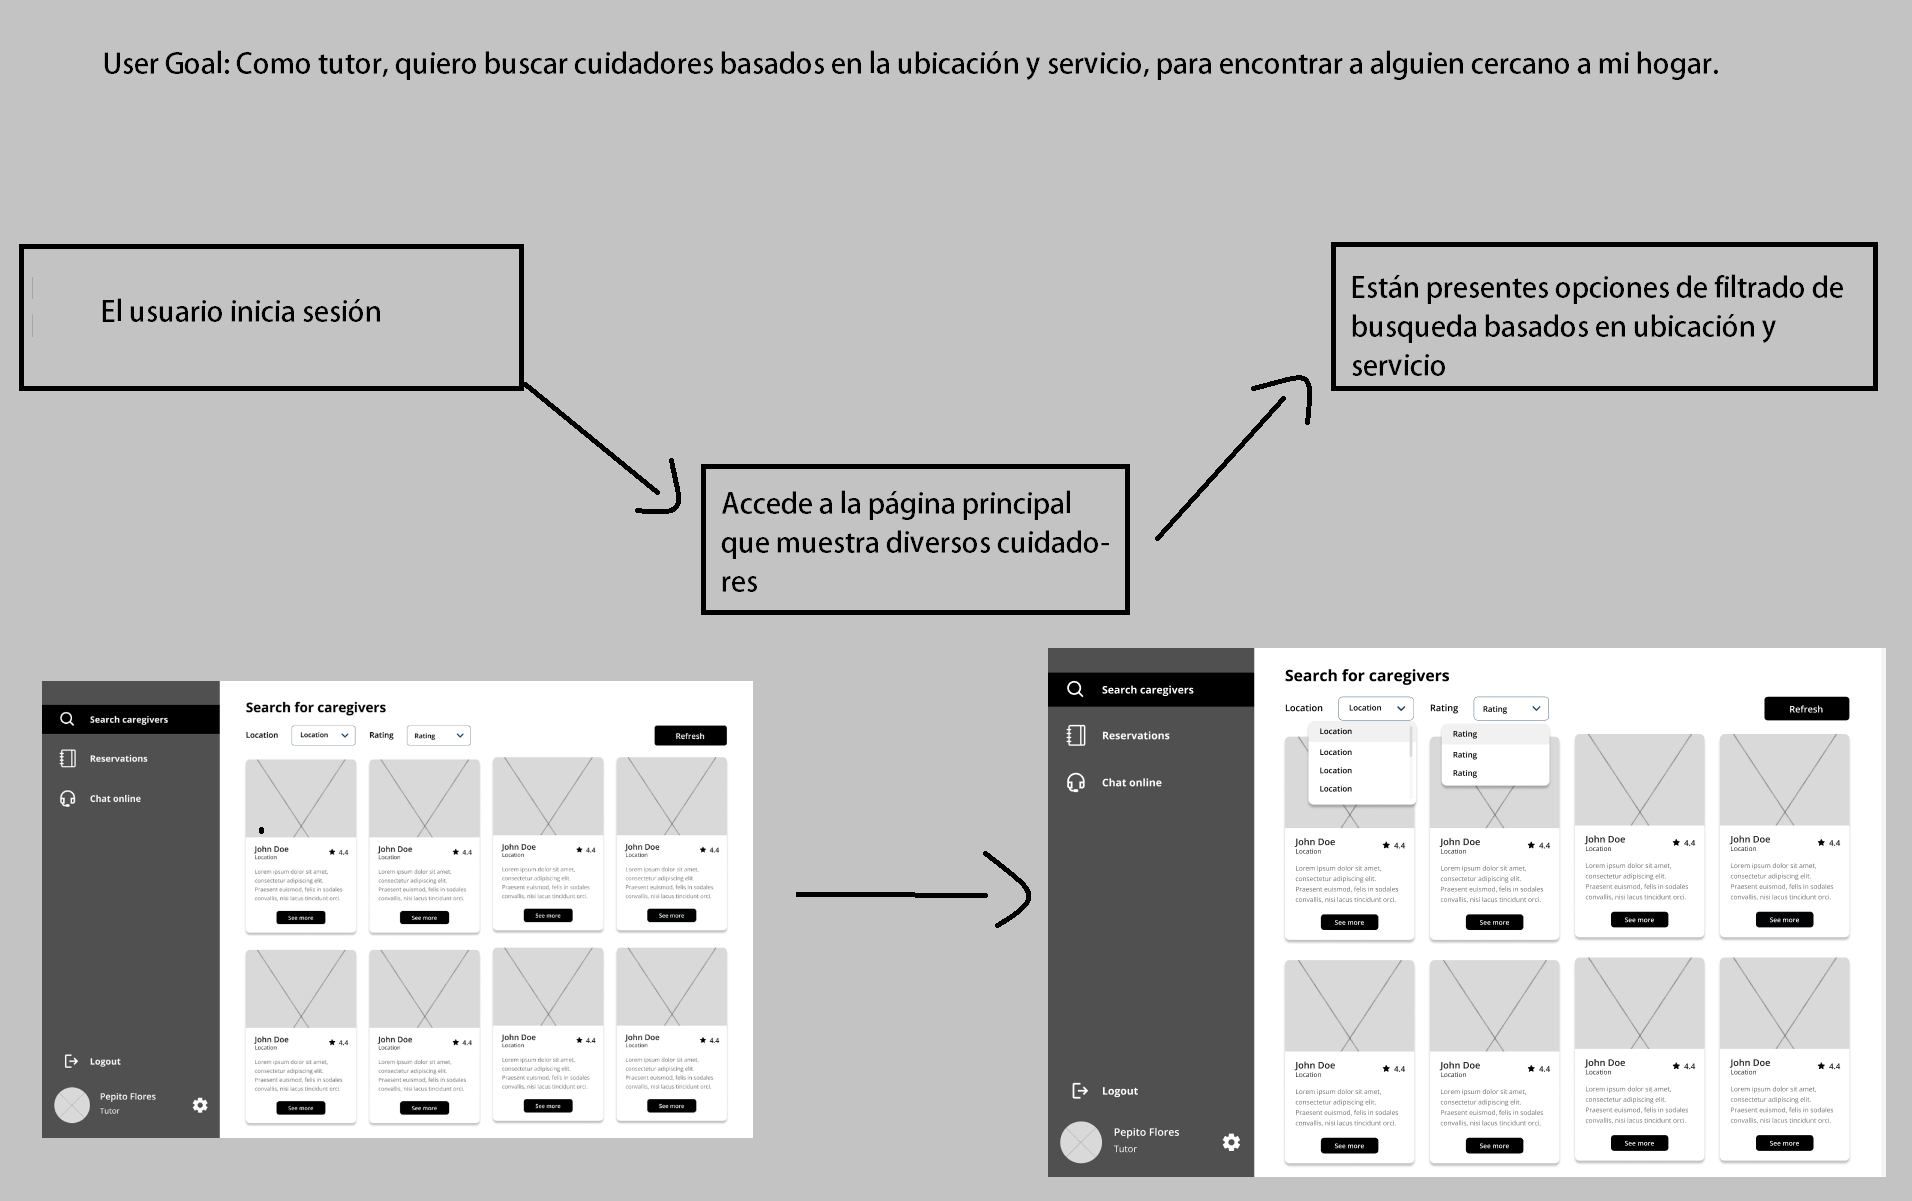 User Goal: Como tutor, quiero buscar cuidadores basados en la ubicación y servicio, para encontrar a alguien cercano a mi hogar.
El usuario inicia sesión
Están presentes opciones de filtrado de
busqueda basados en ubicación y
servicio
Accede a la página principal
que muestra diversos cuidado-
res
Search caregivers
Reservations
Chat online
Logout
Pepito Flores
Tutor
Search for caregivers
Location Location Rating Rating Refresh
John Doe 4.4
Location
Lorem ipsum dolor sit amet,
consectetur adipiscing elit.
Praesent euismod, felis in sodales
convallis, nisi lacus tincidunt orci.
See more
John Doe 4.4
Location
Lorem ipsum dolor sit amet,
consectetur adipiscing elit.
Praesent euismod, felis in sodales
convallis, nisi lacus tincidunt orci.
See more
John Doe 4.4
Location
Lorem ipsum dolor sit amet,
consectetur adipiscing elit.
Praesent euismod, felis in sodales
convallis, nisi lacus tincidunt orci.
See more
John Doe 4.4
Location
Lorem ipsum dolor sit amet,
consectetur adipiscing elit.
Praesent euismod, felis in sodales
convallis, nisi lacus tincidunt orci.
See more
John Doe 4.4
Location
Lorem ipsum dolor sit amet,
consectetur adipiscing elit.
Praesent euismod, felis in sodales
convallis, nisi lacus tincidunt orci.
See more
John Doe 4.4
Location
Lorem ipsum dolor sit amet,
consectetur adipiscing elit.
Praesent euismod, felis in sodales
convallis, nisi lacus tincidunt orci.
See more
John Doe 4.4
Location
Lorem ipsum dolor sit amet,
consectetur adipiscing elit.
Praesent euismod, felis in sodales
convallis, nisi lacus tincidunt orci.
See more
John Doe 4.4
Location
Lorem ipsum dolor sit amet,
consectetur adipiscing elit.
Praesent euismod, felis in sodales
convallis, nisi lacus tincidunt orci.
See more
Search caregivers
Reservations
Chat online
Logout
Pepito Flores
Tutor
Search for caregivers
Location Location Rating Rating Refresh
Location
Location
Location
Location
Rating
Rating
Rating
John Doe 4.4
Location
Lorem ipsum dolor sit amet,
consectetur adipiscing elit.
Praesent euismod, felis in sodales
convallis, nisi lacus tincidunt orci.
See more
John Doe 4.4
Location
Lorem ipsum dolor sit amet,
consectetur adipiscing elit.
Praesent euismod, felis in sodales
convallis, nisi lacus tincidunt orci.
See more
John Doe 4.4
Location
Lorem ipsum dolor sit amet,
consectetur adipiscing elit.
Praesent euismod, felis in sodales
convallis, nisi lacus tincidunt orci.
See more
John Doe 4.4
Location
Lorem ipsum dolor sit amet,
consectetur adipiscing elit.
Praesent euismod, felis in sodales
convallis, nisi lacus tincidunt orci.
See more
John Doe 4.4
Location
Lorem ipsum dolor sit amet,
consectetur adipiscing elit.
Praesent euismod, felis in sodales
convallis, nisi lacus tincidunt orci.
See more
John Doe 4.4
Location
Lorem ipsum dolor sit amet,
consectetur adipiscing elit.
Praesent euismod, felis in sodales
convallis, nisi lacus tincidunt orci.
See more
John Doe 4.4
Location
Lorem ipsum dolor sit amet,
consectetur adipiscing elit.
Praesent euismod, felis in sodales
convallis, nisi lacus tincidunt orci.
See more
John Doe 4.4
Location
Lorem ipsum dolor sit amet,
consectetur adipiscing elit.
Praesent euismod, felis in sodales
convallis, nisi lacus tincidunt orci.
See more